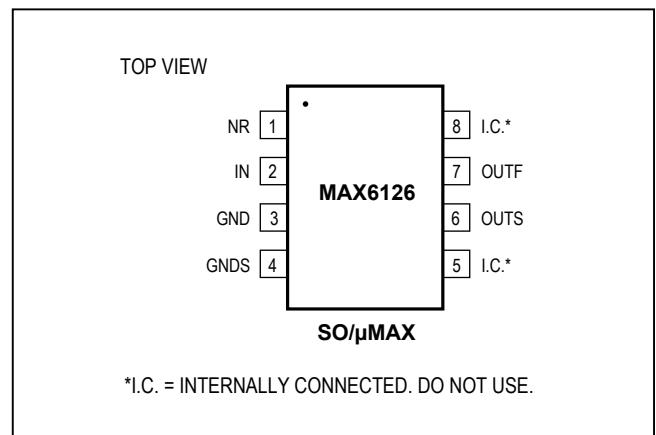 TOP VIEW
NR 1 8 I.C.*
IN 2 7 OUTF
MAX6126
GND 3 6 OUTS
GNDS 4 5 I.C.*
SO/µMAX
*I.C. = INTERNALLY CONNECTED. DO NOT USE.